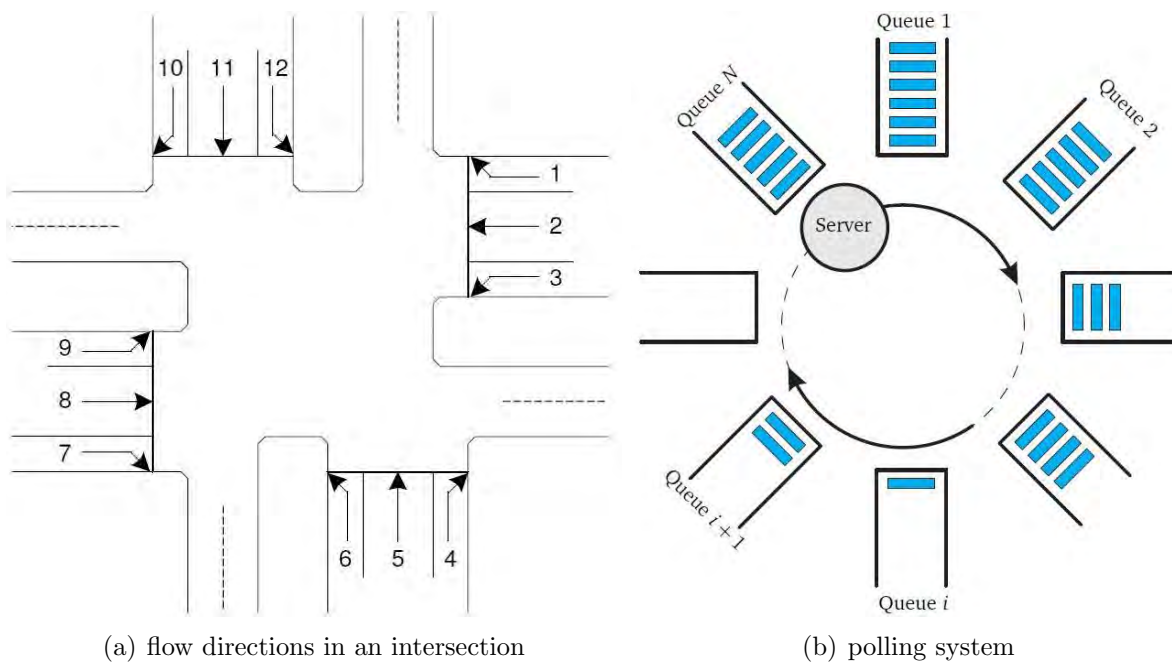 10 11 12
1
2
3
9
8
7
6 5 4
(a) flow directions in an intersection
Queue 1
Queue N
Queue 2
Server
Queue i + 1
Queue i
(b) polling system